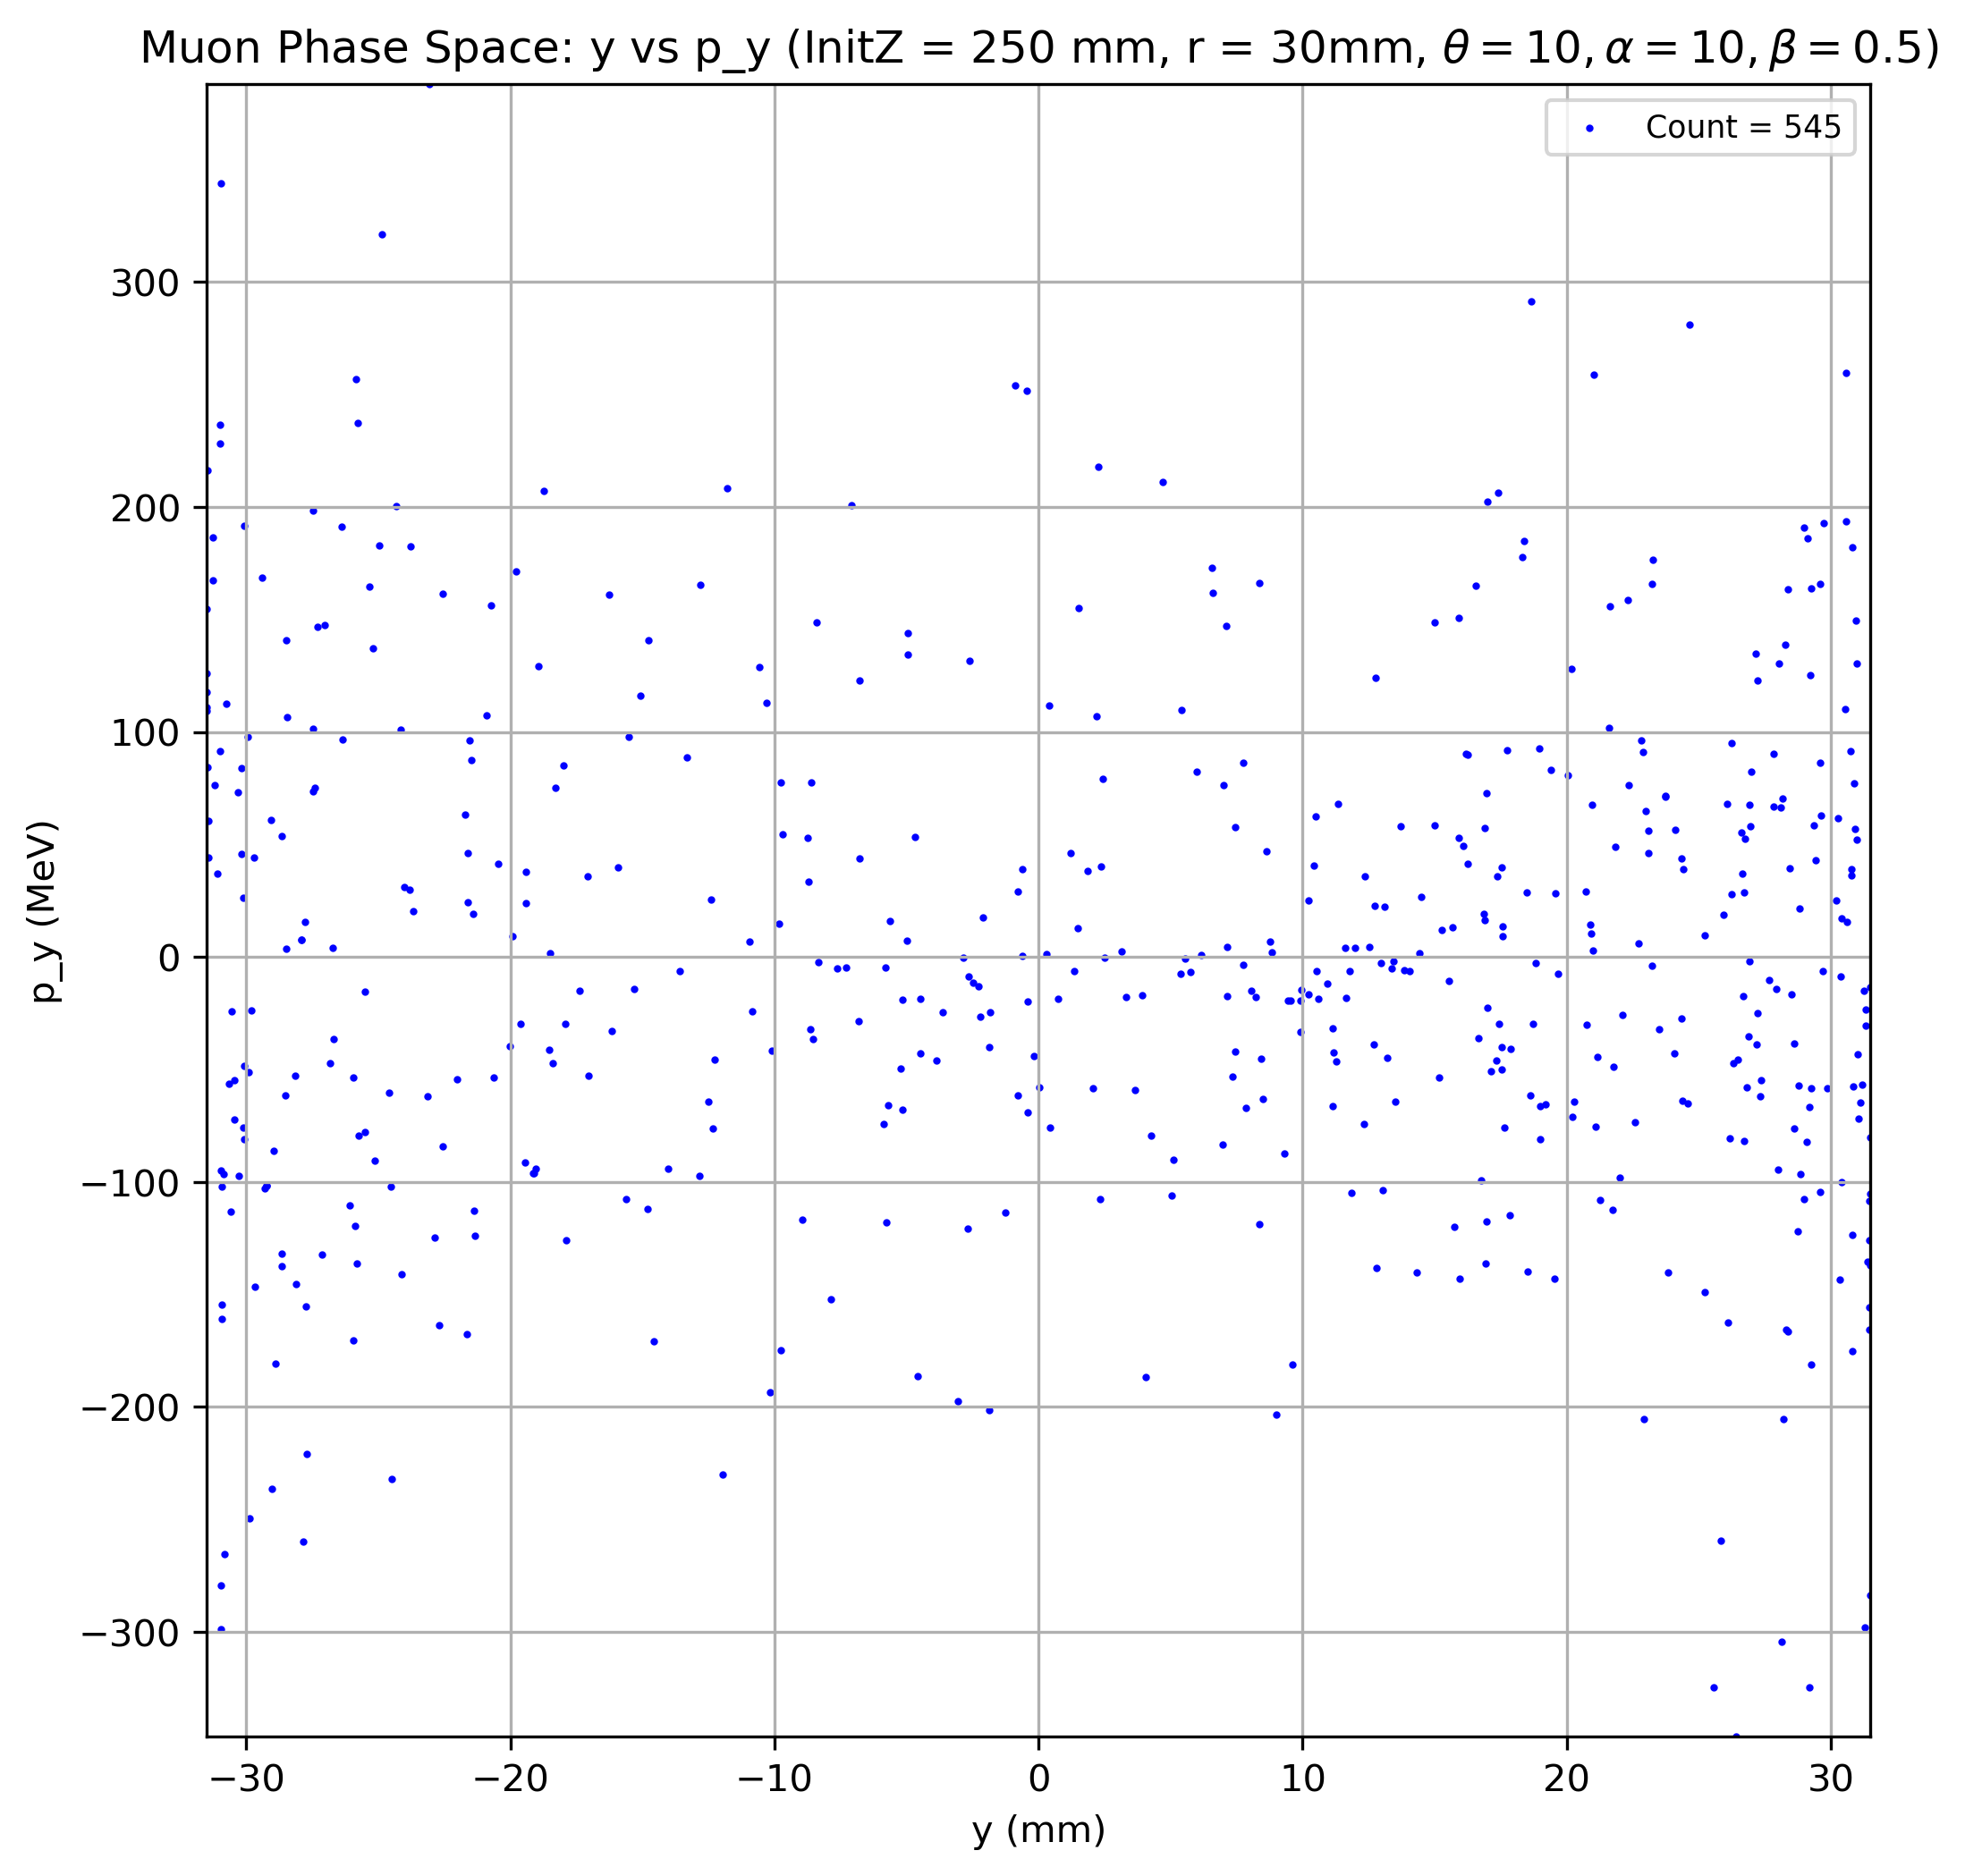 Muon Phase Space: y vs p_y (InitZ = 250 mm, r = 30mm, θ = 10, α = 10, β = 0.5)
Count = 545
300
200
100
0
−100
−200
−300
p_y (MeV)
−30 −20 −10 0 10 20 30
y (mm)